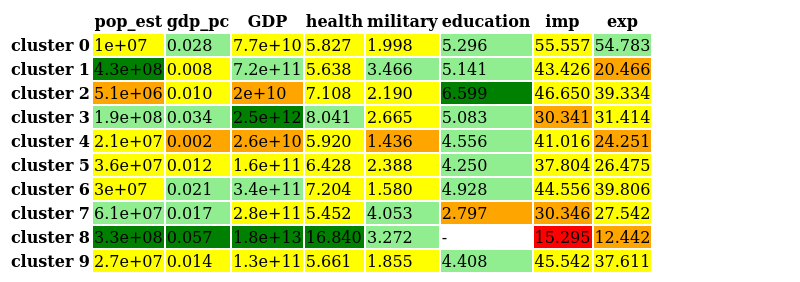 pop_est gdp_pc GDP health military education imp exp
cluster 0 1e+07 0.028 7.7e+10 5.827 1.998 5.296 55.557 54.783
cluster 1 4.3e+08 0.008 7.2e+11 5.638 3.466 5.141 43.426 20.466
cluster 2 5.1e+06 0.010 2e+10 7.108 2.190 6.599 46.650 39.334
cluster 3 1.9e+08 0.034 2.5e+12 8.041 2.665 5.083 30.341 31.414
cluster 4 2.1e+07 0.002 2.6e+10 5.920 1.436 4.556 41.016 24.251
cluster 5 3.6e+07 0.012 1.6e+11 6.428 2.388 4.250 37.804 26.475
cluster 6 3e+07 0.021 3.4e+11 7.204 1.580 4.928 44.556 39.806
cluster 7 6.1e+07 0.017 2.8e+11 5.452 4.053 2.797 30.346 27.542
cluster 8 3.3e+08 0.057 1.8e+13 16.840 3.272 - 15.295 12.442
cluster 9 2.7e+07 0.014 1.3e+11 5.661 1.855 4.408 45.542 37.611